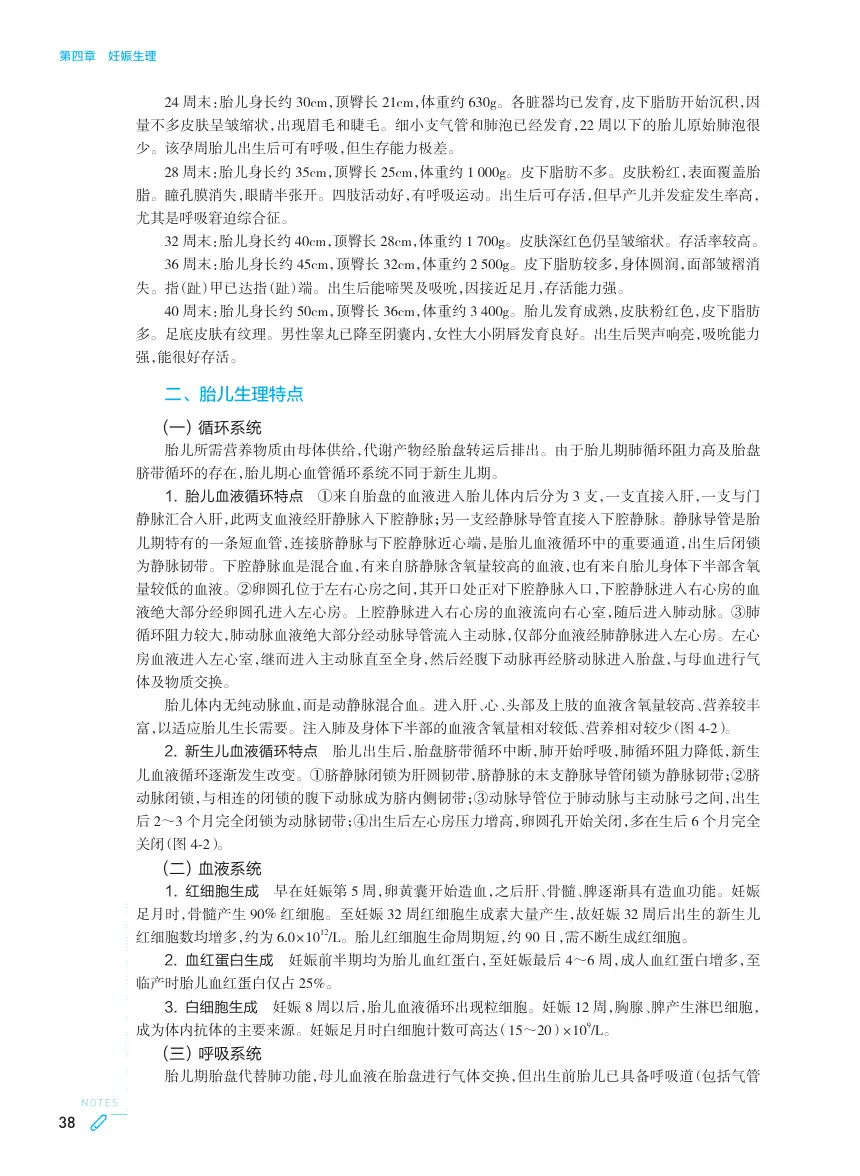 第四章 妊娠生理
24 周末:胎儿身长约 30cm,顶臀长 21cm,体重约 630g。各脏器均已发育,皮下脂肪开始沉积,因
量不多皮肤呈皱缩状,出现眉毛和睫毛。细小支气管和肺泡已经发育,22 周以下的胎儿原始肺泡很
少。该孕周胎儿出生后可有呼吸,但生存能力极差。
28 周末:胎儿身长约 35cm,顶臀长 25cm,体重约 1 000g。皮下脂肪不多。皮肤粉红,表面覆盖胎
脂。瞳孔膜消失,眼睛半张开。四肢活动好,有呼吸运动。出生后可存活,但早产儿并发症发生率高,
尤其是呼吸窘迫综合征。
32 周末:胎儿身长约 40cm,顶臀长 28cm,体重约 1 700g。皮肤深红色仍呈皱缩状。存活率较高。
36 周末:胎儿身长约 45cm,顶臀长 32cm,体重约 2 500g。皮下脂肪较多,身体圆润,面部皱褶消
失。指(趾)甲已达指(趾)端。出生后能啼哭及吸吮,因接近足月,存活能力强。
40 周末:胎儿身长约 50cm,顶臀长 36cm,体重约 3 400g。胎儿发育成熟,皮肤粉红色,皮下脂肪
多。足底皮肤有纹理。男性睾丸已降至阴囊内,女性大小阴唇发育良好。出生后哭声响亮,吸吮能力
强,能很好存活。
二、胎儿生理特点
(一)循环系统
胎儿所需营养物质由母体供给,代谢产物经胎盘转运后排出。由于胎儿期肺循环阻力高及胎盘
脐带循环的存在,胎儿期心血管循环系统不同于新生儿期。
1. 胎儿血液循环特点 ①来自胎盘的血液进入胎儿体内后分为 3 支,一支直接入肝,一支与门
静脉汇合入肝,此两支血液经肝静脉入下腔静脉;另一支经静脉导管直接入下腔静脉。静脉导管是胎
儿期特有的一条短血管,连接脐静脉与下腔静脉近心端,是胎儿血液循环中的重要通道,出生后闭锁
为静脉韧带。下腔静脉血是混合血,有来自脐静脉含氧量较高的血液,也有来自胎儿身体下半部含氧
量较低的血液。②卵圆孔位于左右心房之间,其开口处正对下腔静脉入口,下腔静脉进入右心房的血
液绝大部分经卵圆孔进入左心房。上腔静脉进入右心房的血液流向右心室,随后进入肺动脉。③肺
循环阻力较大,肺动脉血液绝大部分经动脉导管流入主动脉,仅部分血液经肺静脉进入左心房。左心
房血液进入左心室,继而进入主动脉直至全身,然后经腹下动脉再经脐动脉进入胎盘,与母血进行气
体及物质交换。
胎儿体内无纯动脉血,而是动静脉混合血。进入肝、心、头部及上肢的血液含氧量较高、营养较丰
富,以适应胎儿生长需要。注入肺及身体下半部的血液含氧量相对较低、营养相对较少(图 4-2)。
2. 新生儿血液循环特点 胎儿出生后,胎盘脐带循环中断,肺开始呼吸,肺循环阻力降低,新生
儿血液循环逐渐发生改变。①脐静脉闭锁为肝圆韧带,脐静脉的末支静脉导管闭锁为静脉韧带;②脐
动脉闭锁,与相连的闭锁的腹下动脉成为脐内侧韧带;③动脉导管位于肺动脉与主动脉弓之间,出生
后 2～3 个月完全闭锁为动脉韧带;④出生后左心房压力增高,卵圆孔开始关闭,多在生后 6 个月完全
关闭(图 4-2)。
(二)血液系统
1. 红细胞生成 早在妊娠第 5 周,卵黄囊开始造血,之后肝、骨髓、脾逐渐具有造血功能。妊娠
足月时,骨髓产生 90% 红细胞。至妊娠 32 周红细胞生成素大量产生,故妊娠 32 周后出生的新生儿
红细胞数均增多,约为 6.0×10¹²/L。胎儿红细胞生命周期短,约 90 日,需不断生成红细胞。
2. 血红蛋白生成 妊娠前半期均为胎儿血红蛋白,至妊娠最后 4～6 周,成人血红蛋白增多,至
临产时胎儿血红蛋白仅占 25%。
3. 白细胞生成 妊娠 8 周以后,胎儿血液循环出现粒细胞。妊娠 12 周,胸腺、脾产生淋巴细胞,
成为体内抗体的主要来源。妊娠足月时白细胞计数可高达(15～20)×10⁹/L。
(三)呼吸系统
胎儿期胎盘代替肺功能,母儿血液在胎盘进行气体交换,但出生前胎儿已具备呼吸道(包括气管
NOTES
38